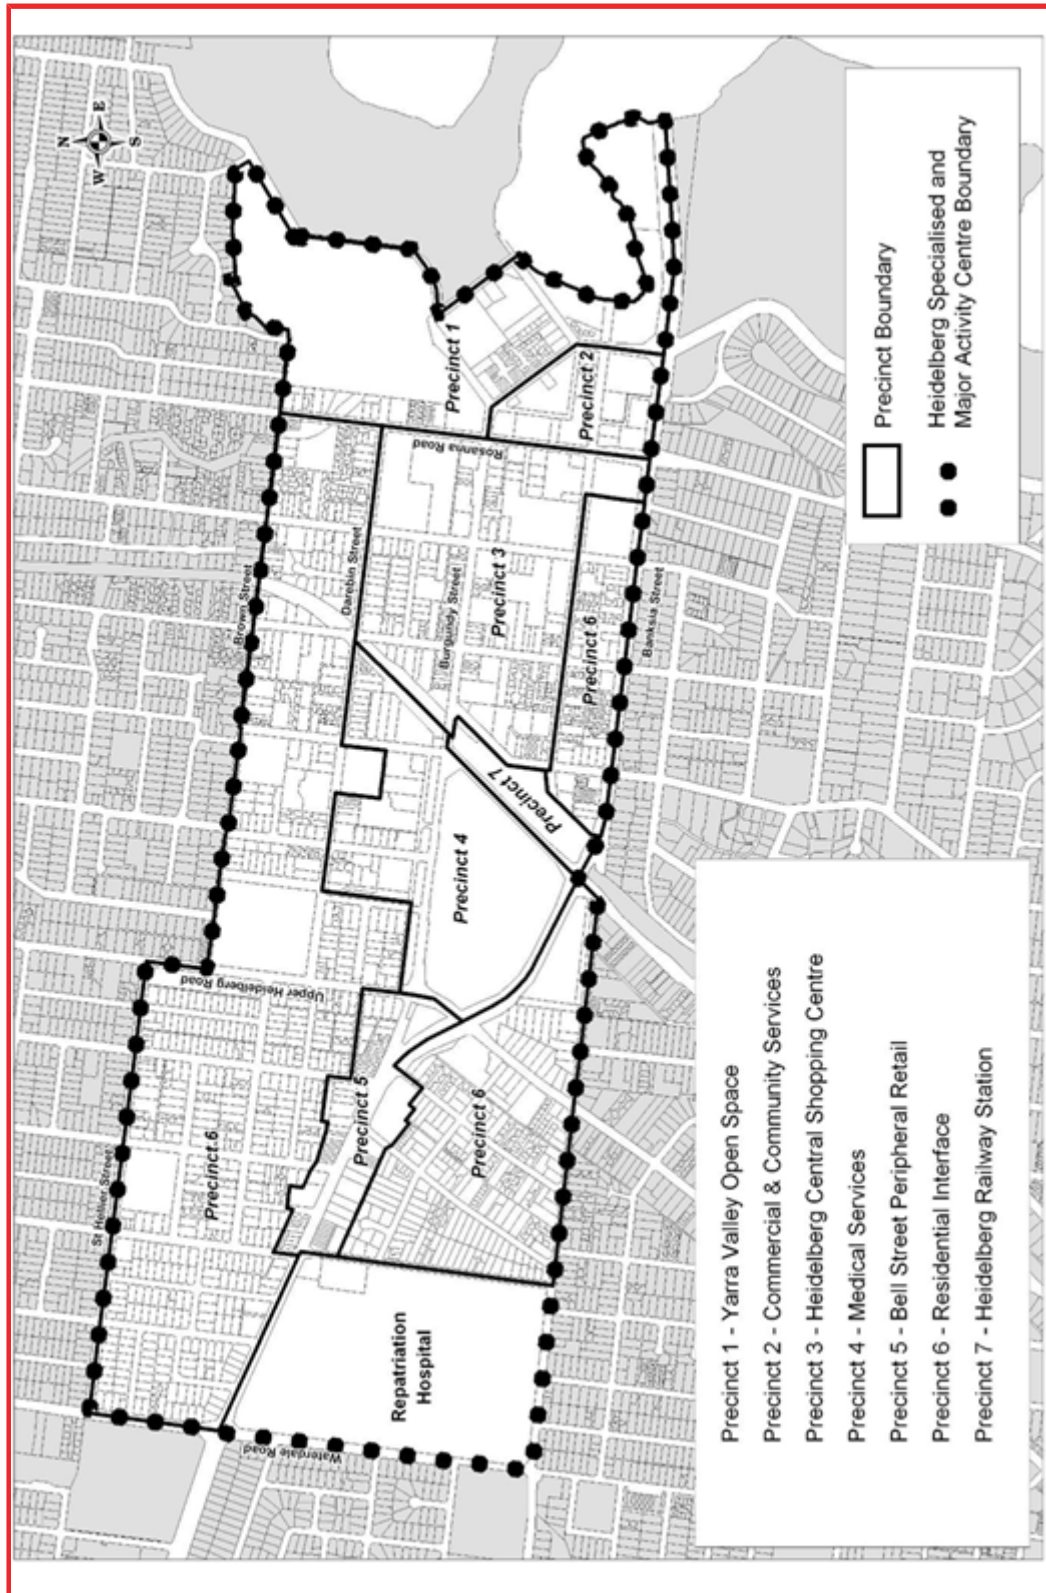 N
E
S
W
Precinct 1
Precinct 2
Rosanna Road
Precinct 3
Darebin Street
Burgundy Street
Brown Street
Precinct 6
Banksia Street
Precinct 7
Precinct 4
Upper Heidelberg Road
Precinct 5
Precinct 6
Precinct 6
St Hellier Street
Repatriation
Hospital
Waterdale Road
Precinct Boundary
Heidelberg Specialised and
Major Activity Centre Boundary
Precinct 1 - Yarra Valley Open Space
Precinct 2 - Commercial & Community Services
Precinct 3 - Heidelberg Central Shopping Centre
Precinct 4 - Medical Services
Precinct 5 - Bell Street Peripheral Retail
Precinct 6 - Residential Interface
Precinct 7 - Heidelberg Railway Station